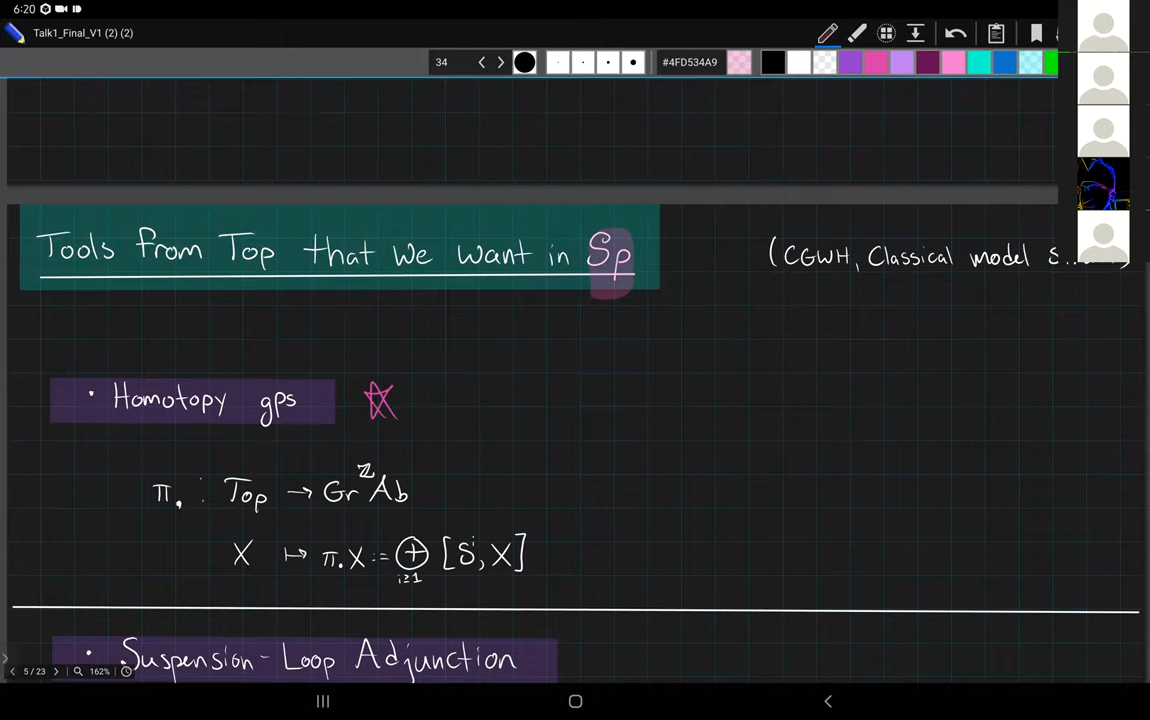 6:20
Talk1_Final_V1 (2) (2)
34
#4FD534A9
Tools from Top that we want in Sp
(CGWH, Classical model
· Homotopy gps
π. : Top → Gr^ℤ Ab
X ↦ π.X := ⊕_{i≥1} [S^i, X]
· Suspension - Loop Adjunction
5 / 23
162%